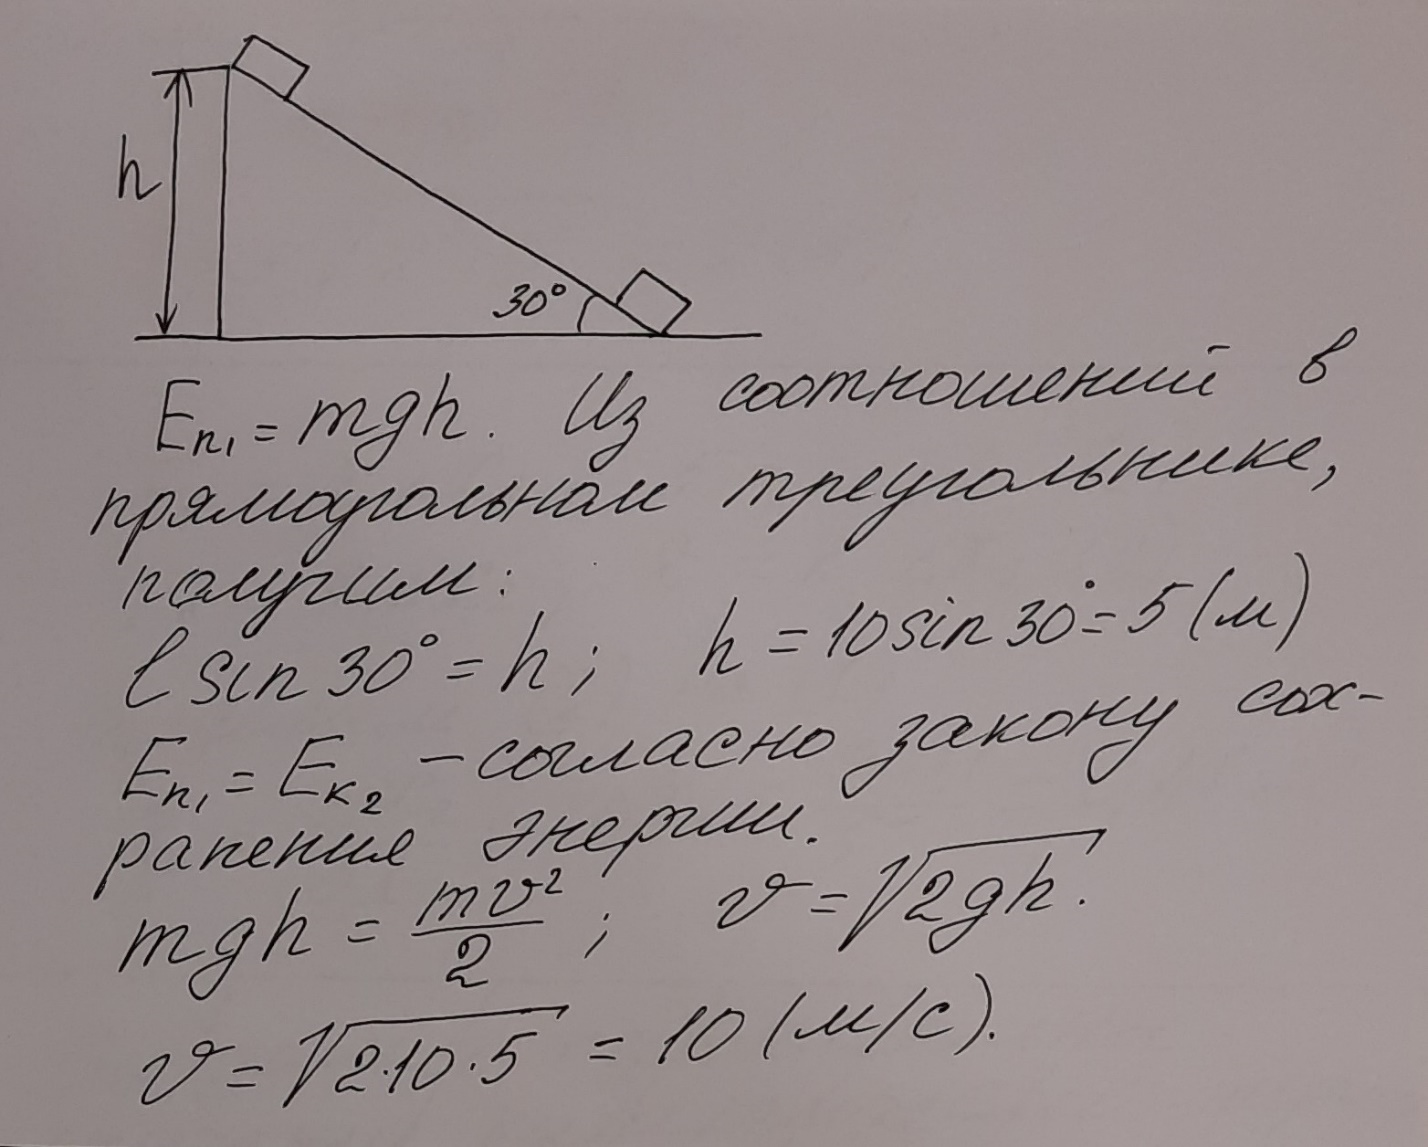 h
30°
Eп₁ = mgh. Из соотношений в
прямоугольном треугольнике,
получим:
l sin 30° = h; h = 10 sin 30° = 5 (м)
Eп₁ = Eк₂ – согласно закону сох-
ранения энергии.
mgh = mv²/2; v = √2gh.
v = √2·10·5 = 10 (м/с).